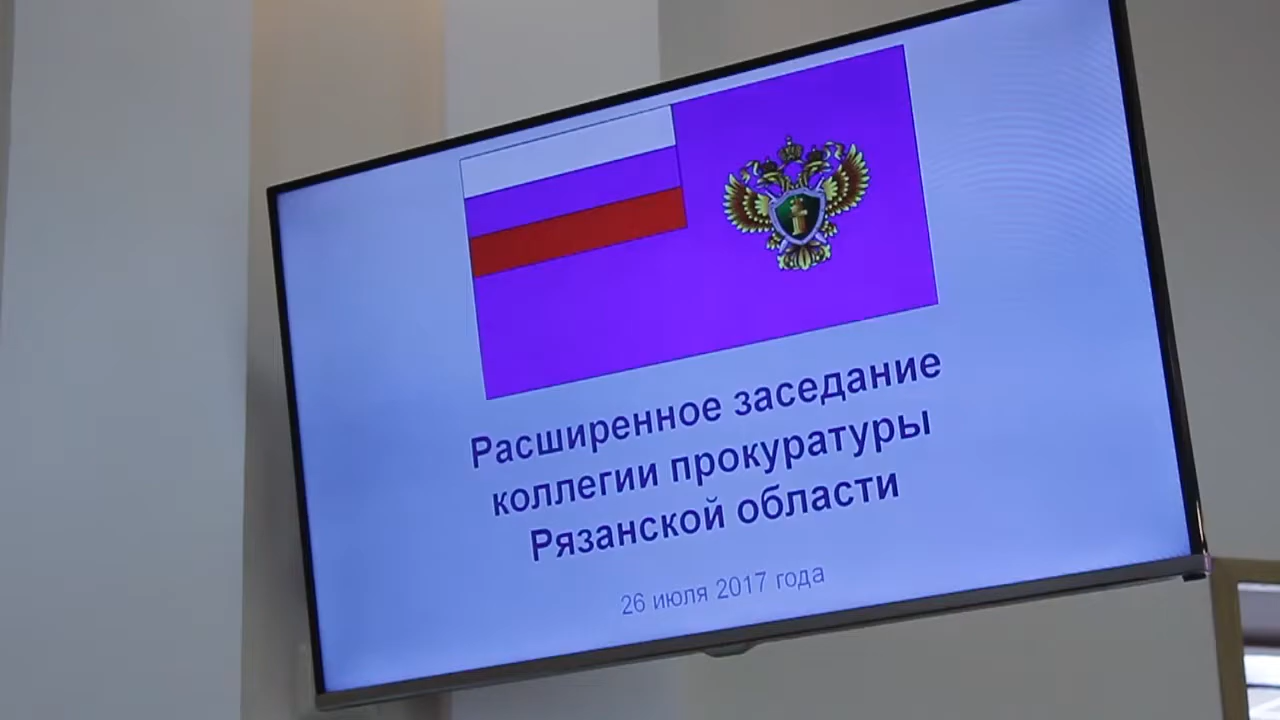 Расширенное заседание
коллегии прокуратуры
Рязанской области
26 июля 2017 года